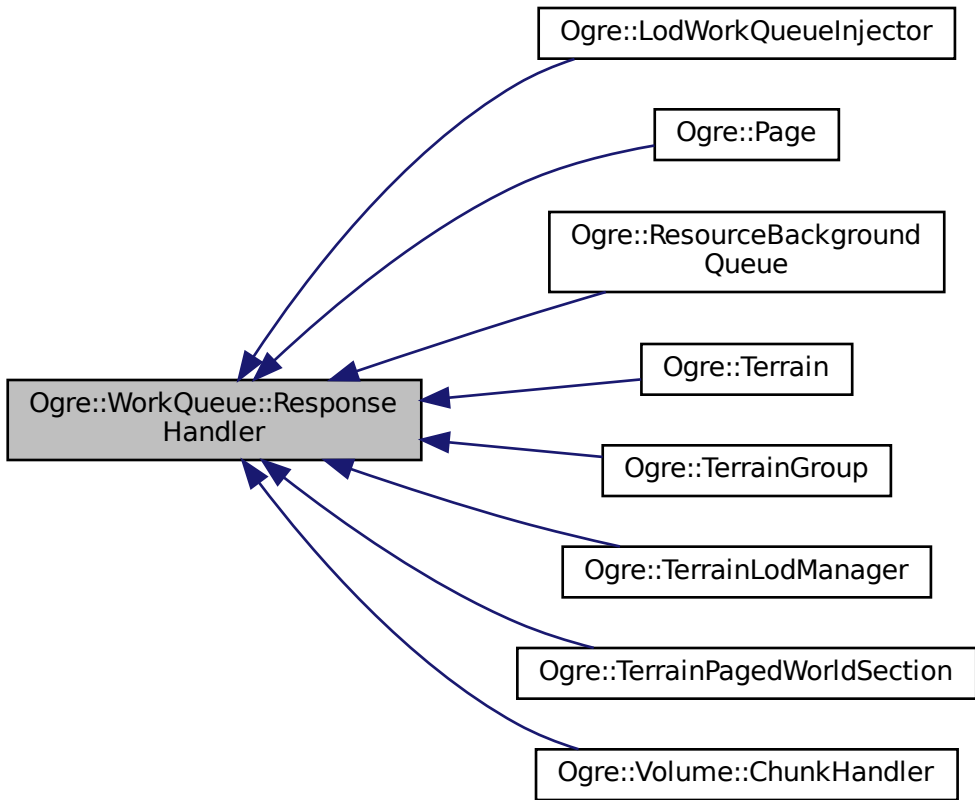 Ogre::LodWorkQueueInjector
Ogre::Page
Ogre::ResourceBackground
Queue
Ogre::Terrain
Ogre::WorkQueue::Response
Handler
Ogre::TerrainGroup
Ogre::TerrainLodManager
Ogre::TerrainPagedWorldSection
Ogre::Volume::ChunkHandler